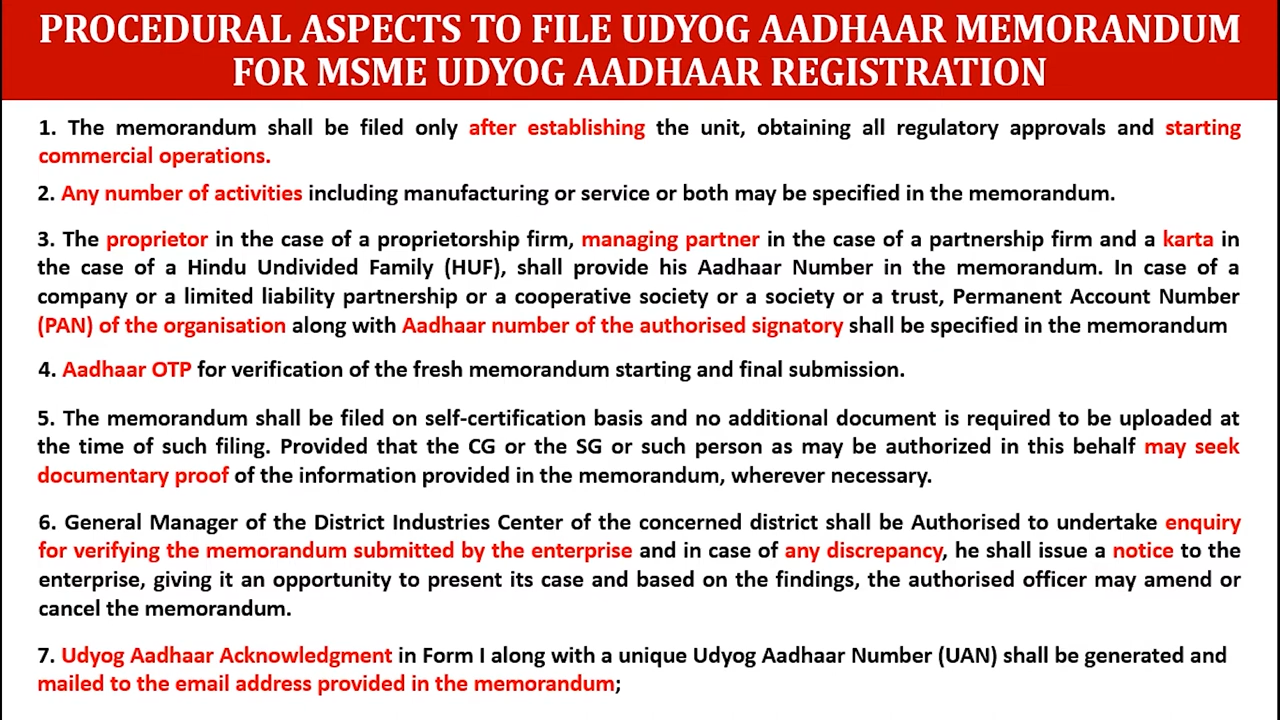 PROCEDURAL ASPECTS TO FILE UDYOG AADHAAR MEMORANDUM
FOR MSME UDYOG AADHAAR REGISTRATION
1. The memorandum shall be filed only after establishing the unit, obtaining all regulatory approvals and starting
commercial operations.
2. Any number of activities including manufacturing or service or both may be specified in the memorandum.
3. The proprietor in the case of a proprietorship firm, managing partner in the case of a partnership firm and a karta in
the case of a Hindu Undivided Family (HUF), shall provide his Aadhaar Number in the memorandum. In case of a
company or a limited liability partnership or a cooperative society or a society or a trust, Permanent Account Number
(PAN) of the organisation along with Aadhaar number of the authorised signatory shall be specified in the memorandum
4. Aadhaar OTP for verification of the fresh memorandum starting and final submission.
5. The memorandum shall be filed on self-certification basis and no additional document is required to be uploaded at
the time of such filing. Provided that the CG or the SG or such person as may be authorized in this behalf may seek
documentary proof of the information provided in the memorandum, wherever necessary.
6. General Manager of the District Industries Center of the concerned district shall be Authorised to undertake enquiry
for verifying the memorandum submitted by the enterprise and in case of any discrepancy, he shall issue a notice to the
enterprise, giving it an opportunity to present its case and based on the findings, the authorised officer may amend or
cancel the memorandum.
7. Udyog Aadhaar Acknowledgment in Form I along with a unique Udyog Aadhaar Number (UAN) shall be generated and
mailed to the email address provided in the memorandum;